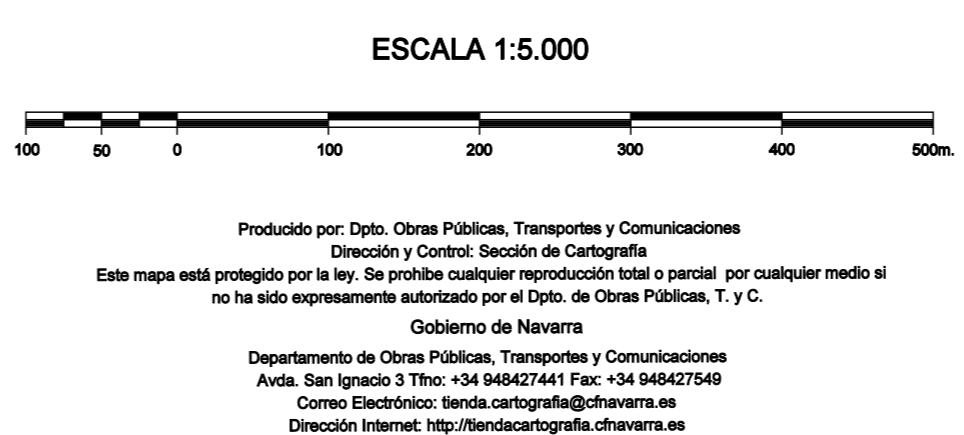 ESCALA 1:5.000
100 50 0 100 200 300 400 500m.
Producido por: Dpto. Obras Públicas, Transportes y Comunicaciones
Dirección y Control: Sección de Cartografía
Este mapa está protegido por la ley. Se prohibe cualquier reproducción total o parcial por cualquier medio si
no ha sido expresamente autorizado por el Dpto. de Obras Públicas, T. y C.
Gobierno de Navarra
Departamento de Obras Públicas, Transportes y Comunicaciones
Avda. San Ignacio 3 Tfno: +34 948427441 Fax: +34 948427549
Correo Electrónico: tienda.cartografia@cfnavarra.es
Dirección Internet: http://tiendacartografia.cfnavarra.es